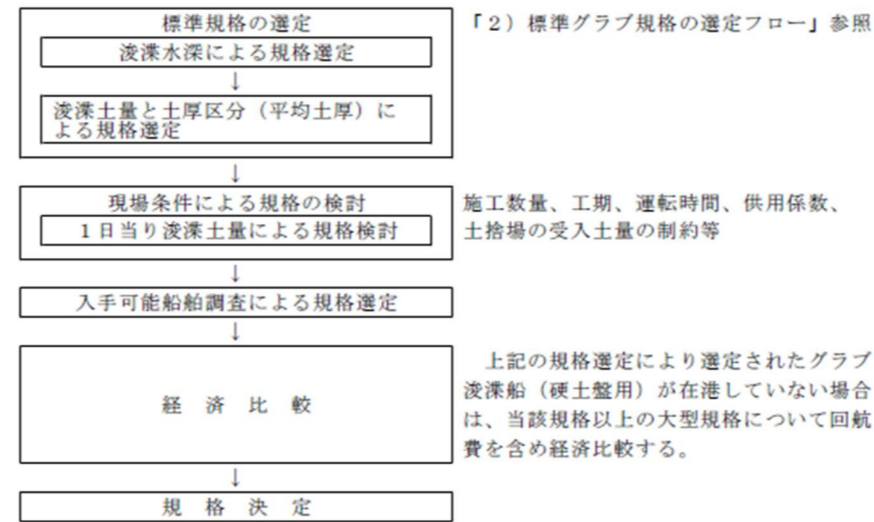 標準規格の選定
「2）標準グラブ規格の選定フロー」参照
浚渫水深による規格選定
↓
浚渫土量と土厚区分（平均土厚）に
よる規格選定
↓
現場条件による規格の検討
施工数量、工期、運転時間、供用係数、
1日当り浚渫土量による規格検討
土捨場の受入土量の制約等
↓
入手可能船舶調査による規格選定
↓
経　済　比　較
上記の規格選定により選定されたグラブ
浚渫船（硬土盤用）が在港していない場合
は、当該規格以上の大型規格について回航
費を含め経済比較する。
↓
規　格　決　定